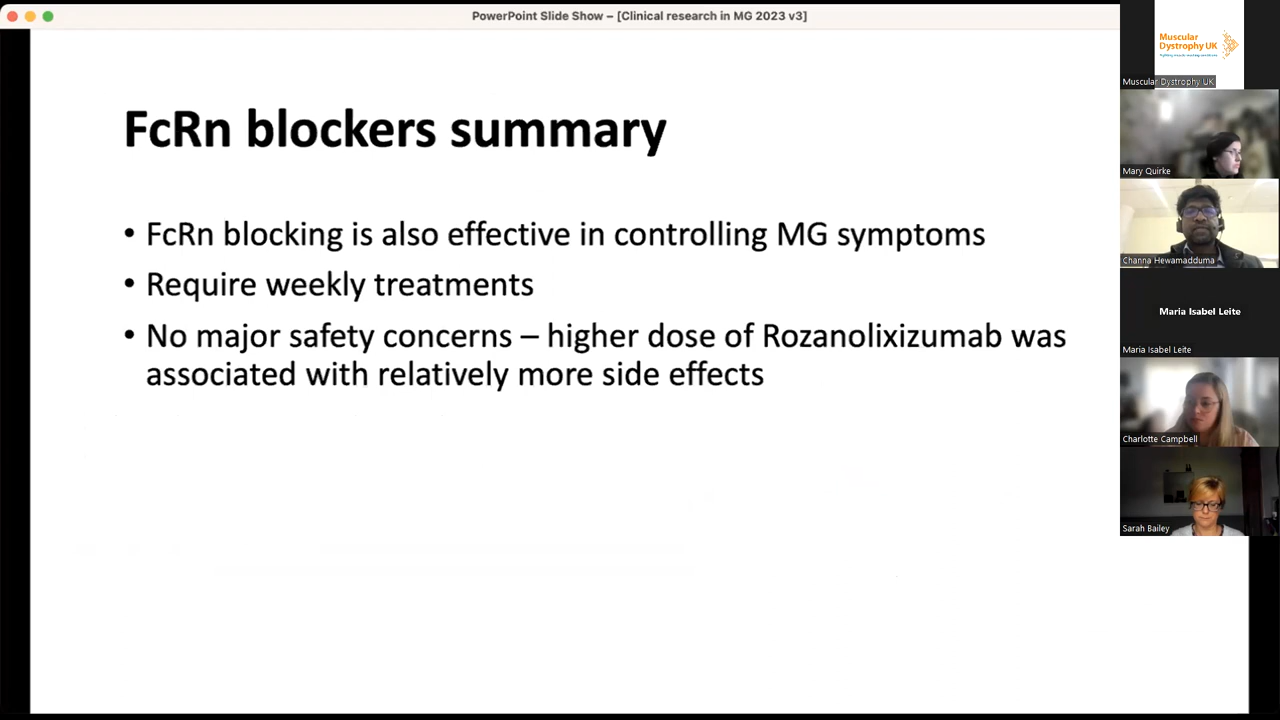 PowerPoint Slide Show – [Clinical research in MG 2023 v3]
FcRn blockers summary
• FcRn blocking is also effective in controlling MG symptoms
• Require weekly treatments
• No major safety concerns – higher dose of Rozanolixizumab was
associated with relatively more side effects
Muscular
Dystrophy UK
Muscular Dystrophy UK
Mary Quirke
Channa Hewamadduma
Maria Isabel Leite
Maria Isabel Leite
Charlotte Campbell
Sarah Bailey